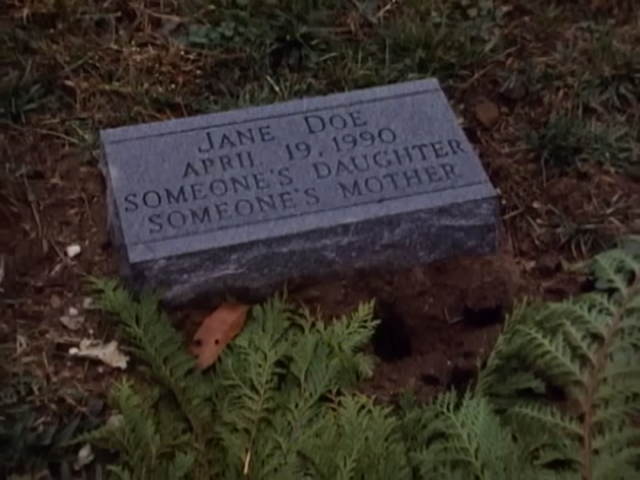 JANE DOE
APRIL 19, 1990
SOMEONE'S DAUGHTER
SOMEONE'S MOTHER